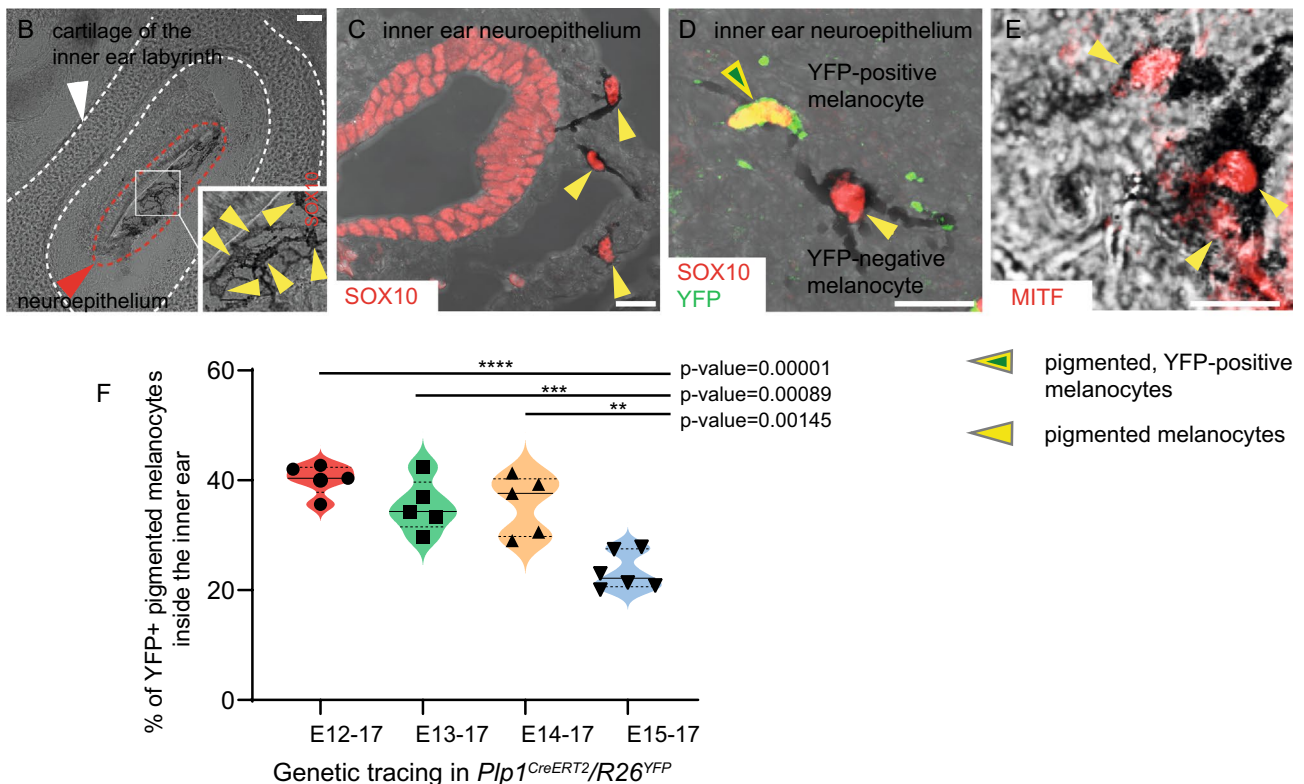 B
cartilage of the
inner ear labyrinth
SOX10
neuroepithelium
C
inner ear neuroepithelium
SOX10
D
inner ear neuroepithelium
YFP-positive
melanocyte
YFP-negative
melanocyte
SOX10
YFP
E
MITF
F
% of YFP+ pigmented melanocytes
inside the inner ear
60
40
20
0
**** p-value=0.00001
*** p-value=0.00089
** p-value=0.00145
E12-17 E13-17 E14-17 E15-17
Genetic tracing in Plp1CreERT2/R26YFP
pigmented, YFP-positive
melanocytes
pigmented melanocytes